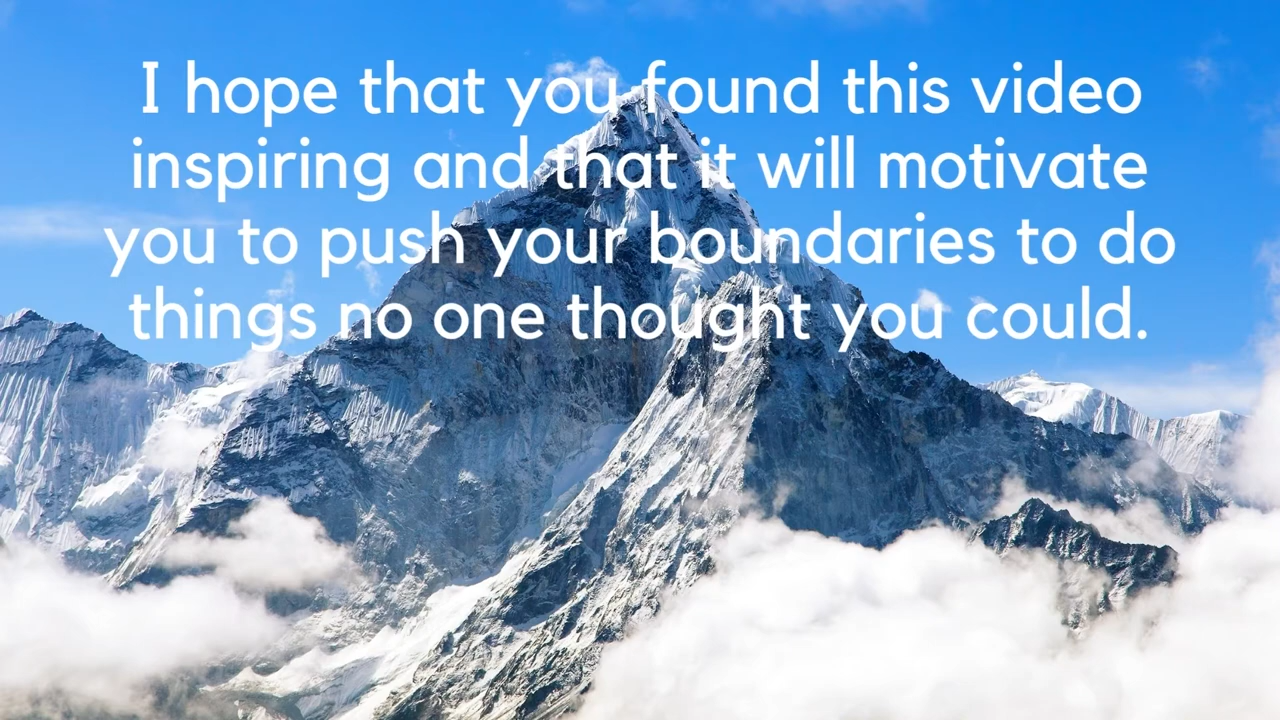 I hope that you found this video
inspiring and that it will motivate
you to push your boundaries to do
things no one thought you could.